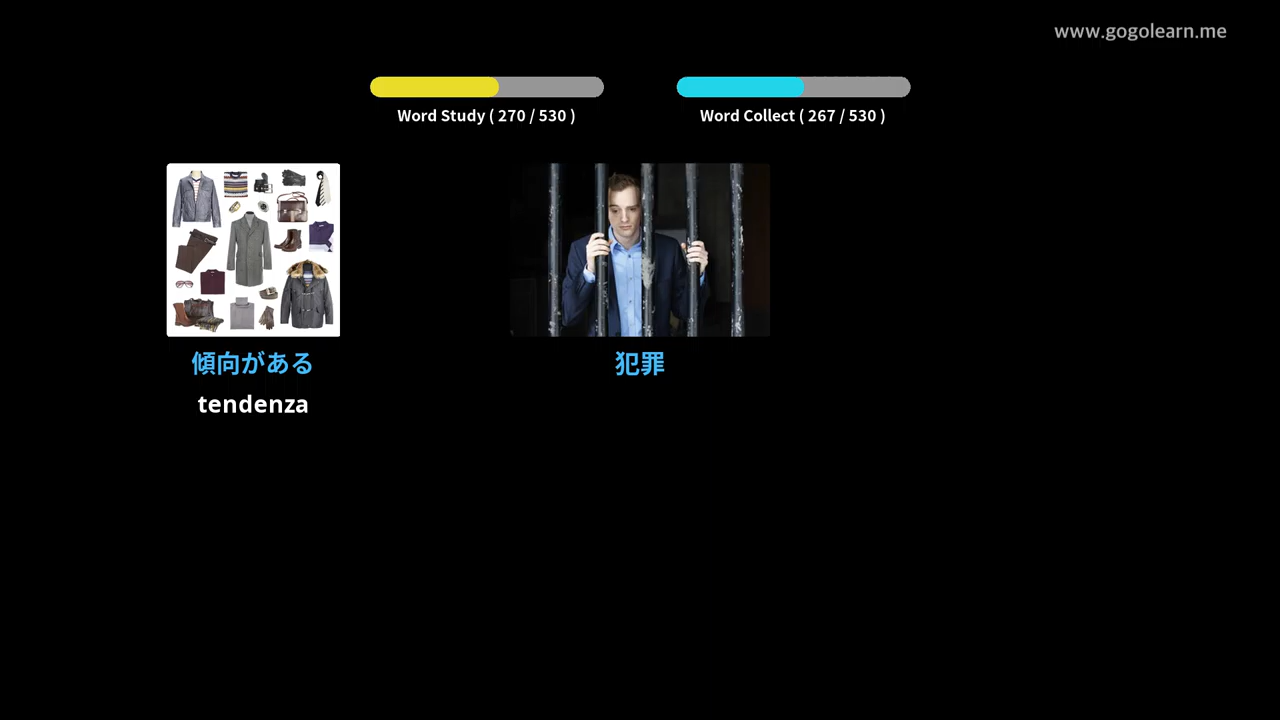 www.gogolearn.me
Word Study ( 270 / 530 )
Word Collect ( 267 / 530 )
傾向がある
tendenza
犯罪